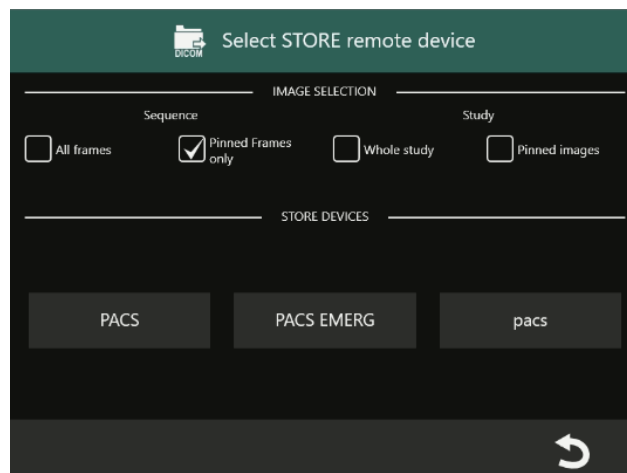 DICOM
Select STORE remote device
IMAGE SELECTION
Sequence
Study
All frames
Pinned Frames
only
Whole study
Pinned images
STORE DEVICES
PACS
PACS EMERG
pacs